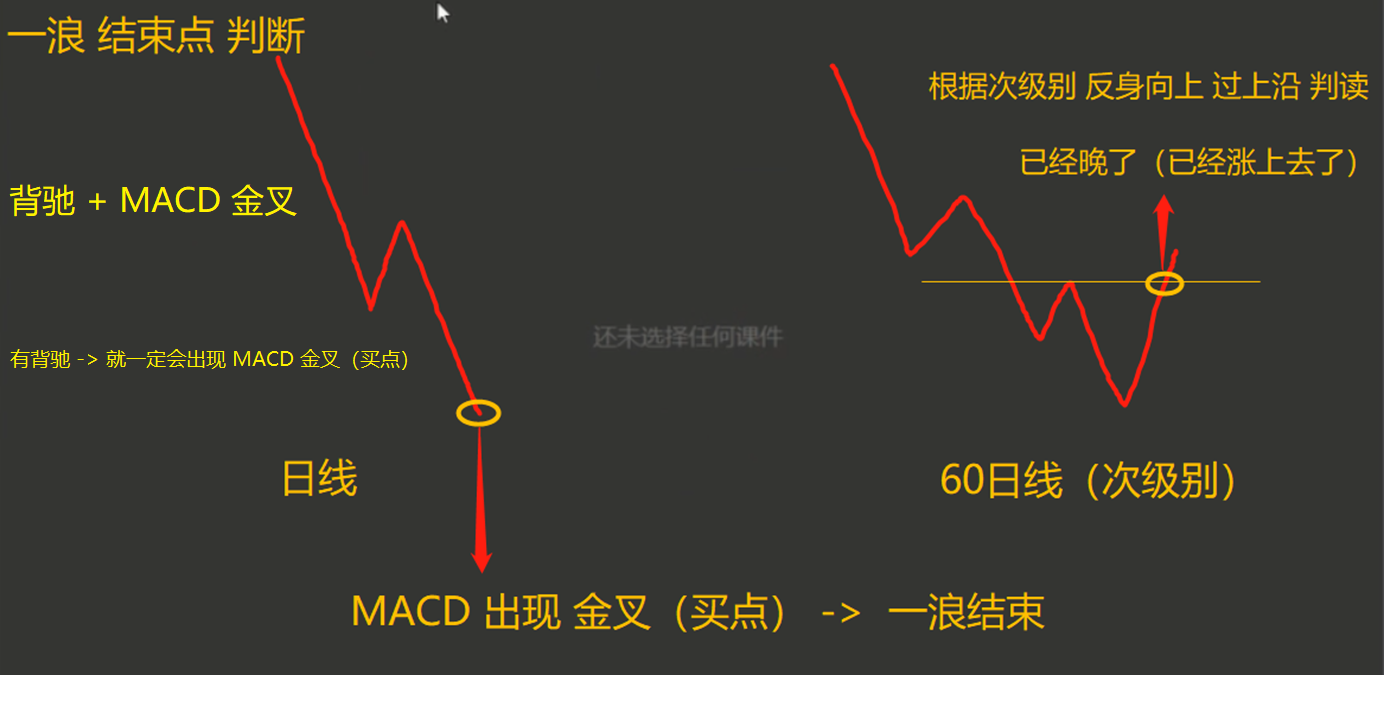 一浪 结束点 判断
根据次级别 反身向上 过上沿 判读
已经晚了（已经涨上去了）
背驰 + MACD 金叉
还未选择任何课件
有背驰 -> 就一定会出现 MACD 金叉（买点）
日线
60日线（次级别）
MACD 出现 金叉（买点） -> 一浪结束